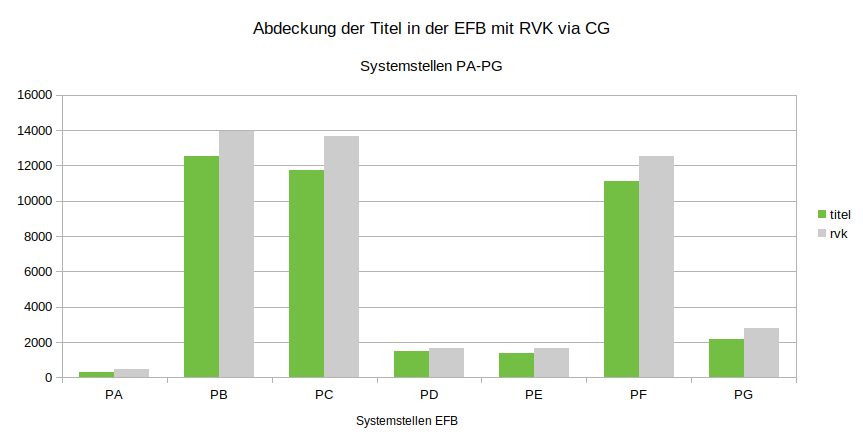 Abdeckung der Titel in der EFB mit RVK via CG
Systemstellen PA-PG
16000
14000
12000
10000
8000
6000
4000
2000
0
titel
rvk
PA PB PC PD PE PF PG
Systemstellen EFB